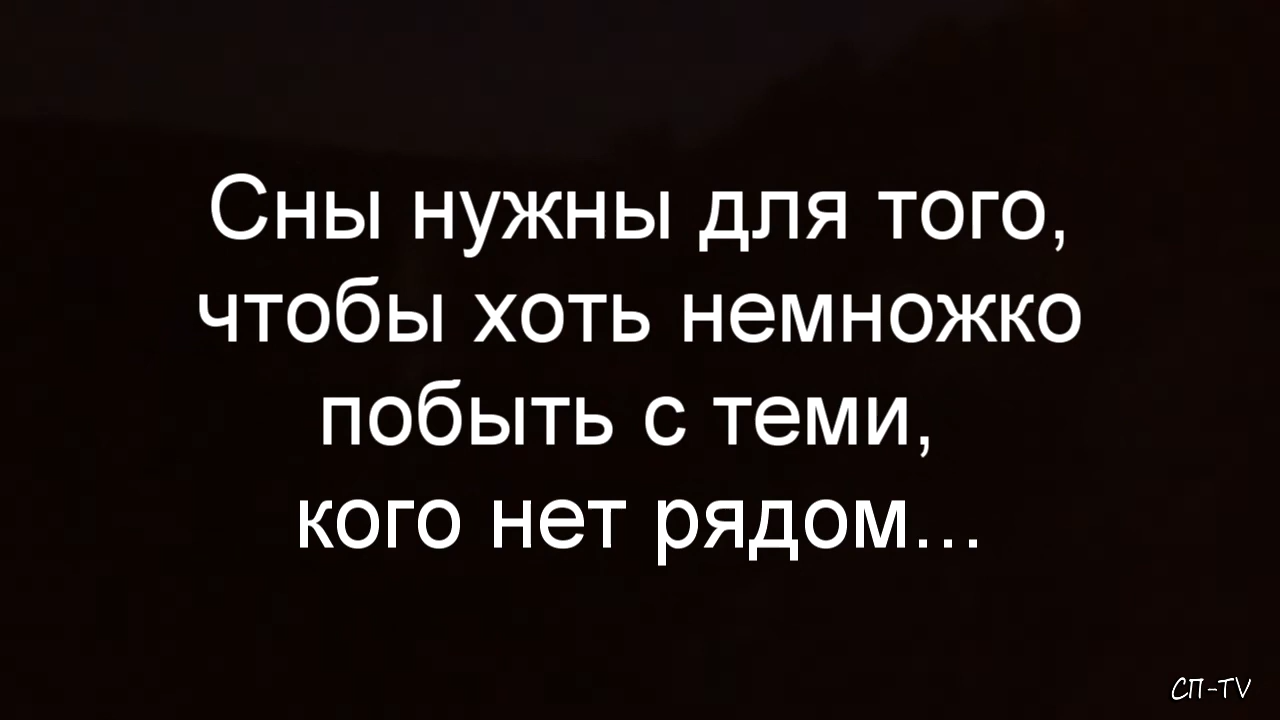 Сны нужны для того,
чтобы хоть немножко
побыть с теми,
кого нет рядом...
СП-TV